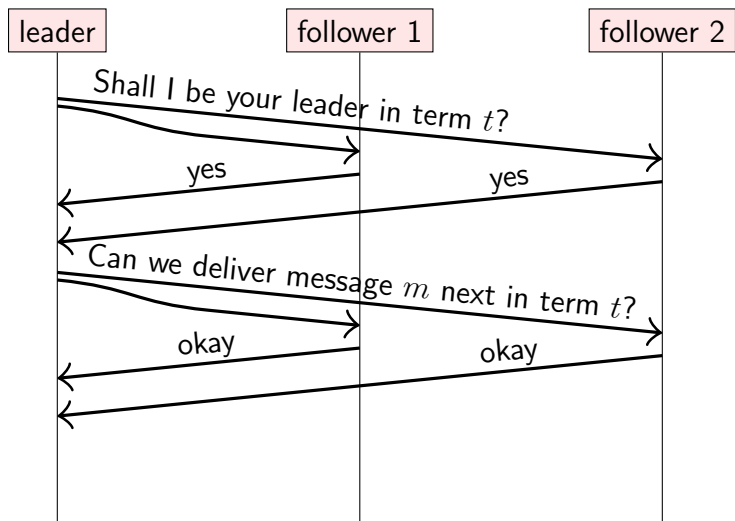 leader
follower 1
follower 2
Shall I be your leader in term t?
yes
yes
Can we deliver message m next in term t?
okay
okay